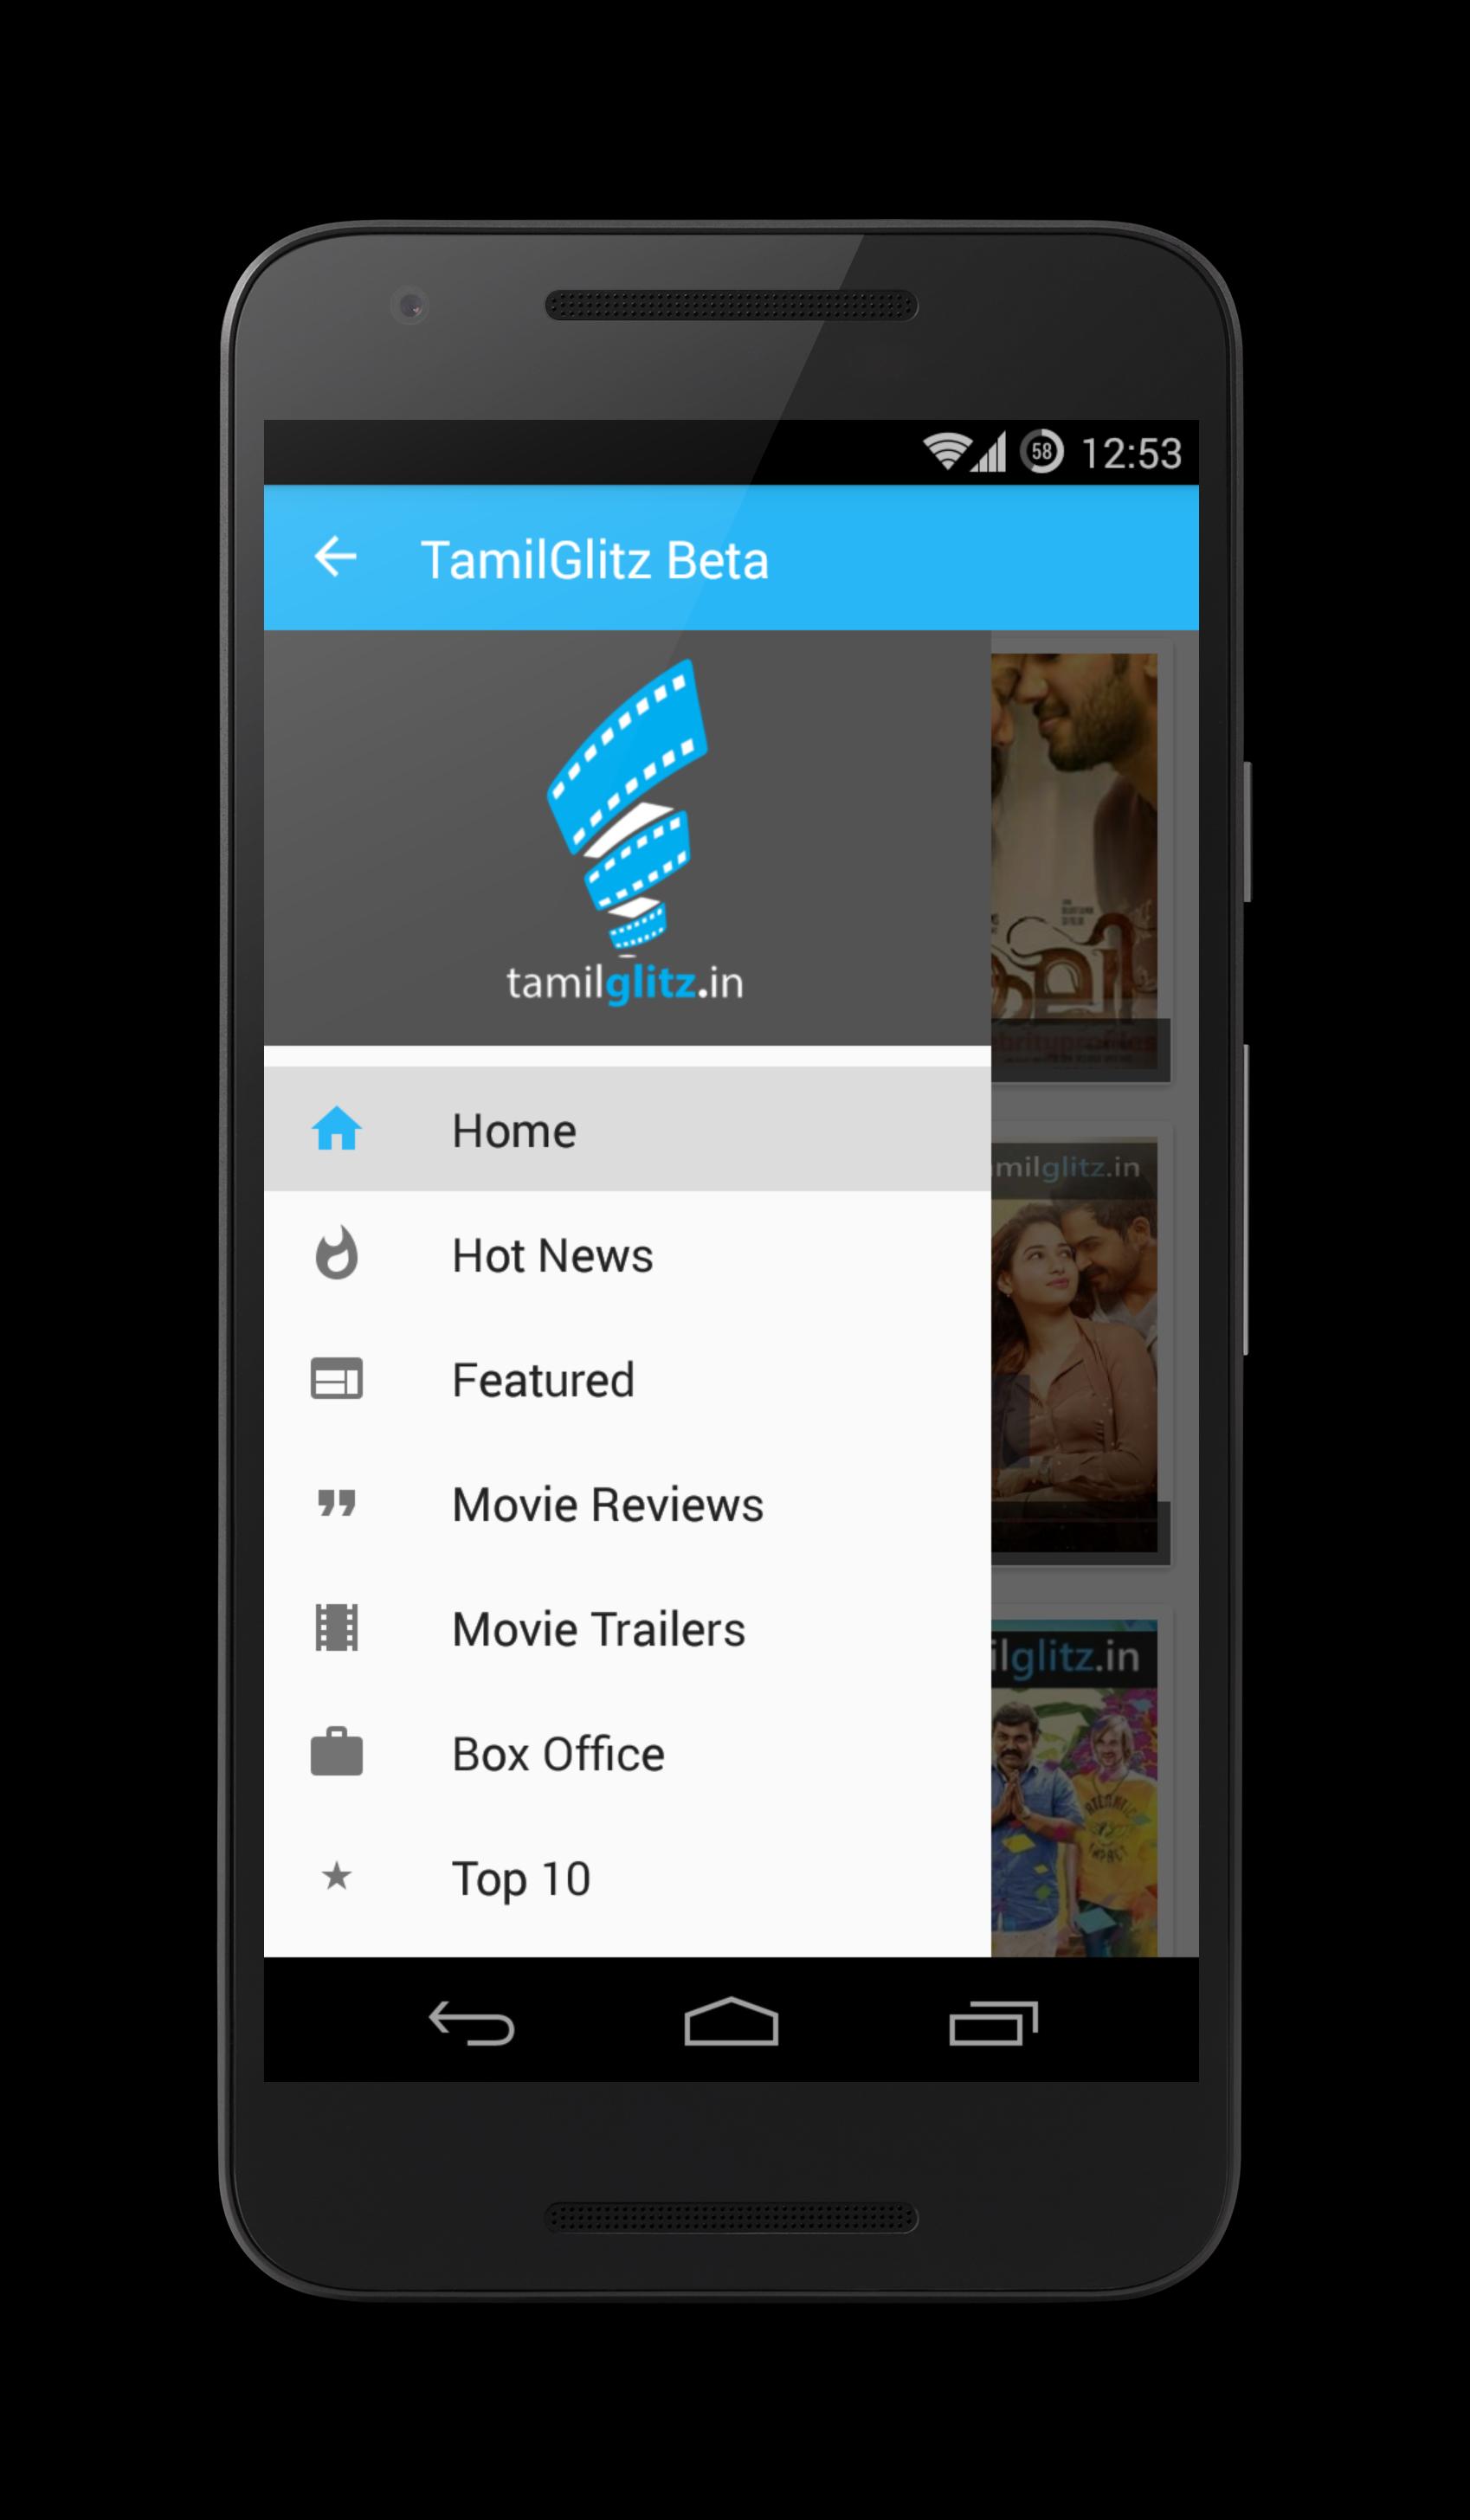 58 12:53
TamilGlitz Beta
tamilglitz.in
Home
Hot News
Featured
Movie Reviews
Movie Trailers
Box Office
Top 10
milglitz.in
ilglitz.in